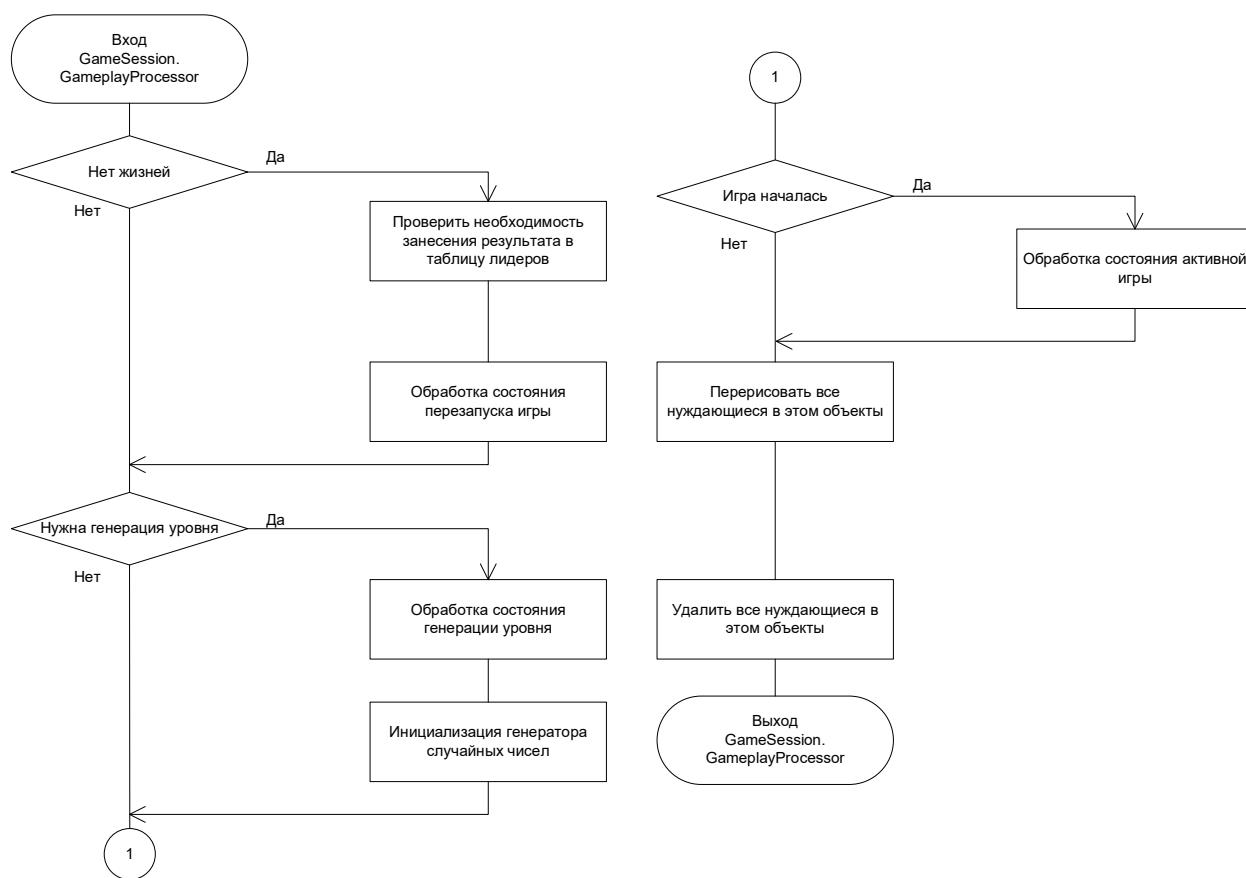 Вход
GameSession.
GameplayProcessor
Нет жизней
Да
Нет
Проверить необходимость
занесения результата в
таблицу лидеров
Обработка состояния
перезапуска игры
Нужна генерация уровня
Да
Нет
Обработка состояния
генерации уровня
Инициализация генератора
случайных чисел
1
1
Игра началась
Да
Нет
Обработка состояния активной
игры
Перерисовать все
нуждающиеся в этом объекты
Удалить все нуждающиеся в
этом объекты
Выход
GameSession.
GameplayProcessor